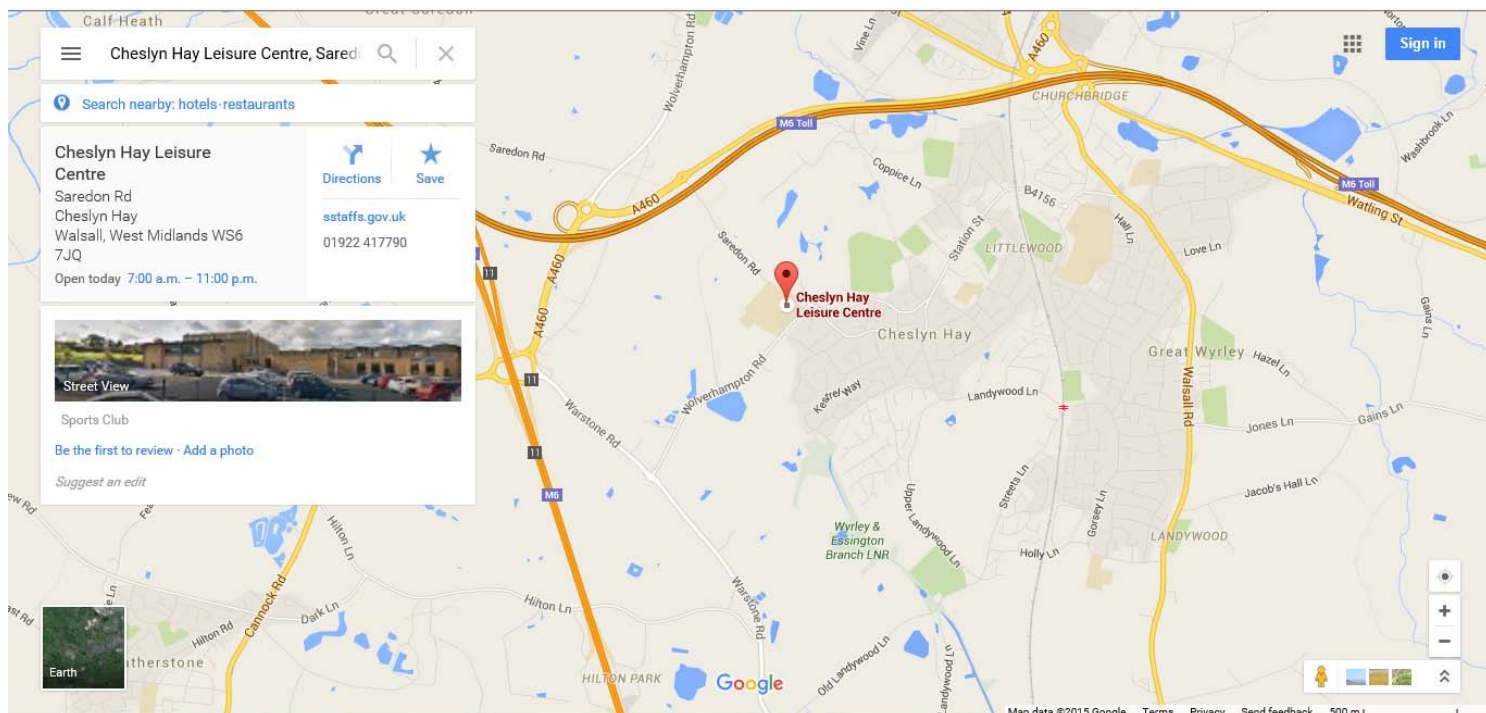 Calf Heath
Great Saredon
Cheslyn Hay Leisure Centre, Sared
Sign in
Search nearby: hotels·restaurants
Cheslyn Hay Leisure
Centre
Saredon Rd
Cheslyn Hay
Walsall, West Midlands WS6
7JQ
Open today 7:00 a.m. – 11:00 p.m.
Directions
Save
sstaffs.gov.uk
01922 417790
Street View
Sports Club
Be the first to review · Add a photo
Suggest an edit
Wolverhampton Rd
Vine Ln
A460
CHURCHBRIDGE
Washbrook Ln
M6 Toll
Saredon Rd
Coppice Ln
M6 Toll
A460
B4156
Watling St
Hall Ln
Station St
LITTLEWOOD
Love Ln
Saredon Rd
11
A460
Cheslyn Hay
Leisure Centre
Cheslyn Hay
Gains Ln
A460
Great Wyrley
Hazel Ln
11
Wolverhampton Rd
Kestrel Way
Landywood Ln
Walsall Rd
Warstone Rd
Gains Ln
Jones Ln
11
M6
Streets Ln
Jacob's Hall Ln
Gorsey Ln
Upper Landywood Ln
Wyrley &
Essington
Branch LNR
LANDYWOOD
Holly Ln
Hilton Ln
Cannock Rd
Warstone Rd
Hilton Ln
Dark Ln
Hilton Rd
Earth
atherstone
HILTON PARK
Google
Old Landywood Ln
Map data ©2015 Google Terms Privacy Send feedback 500 m